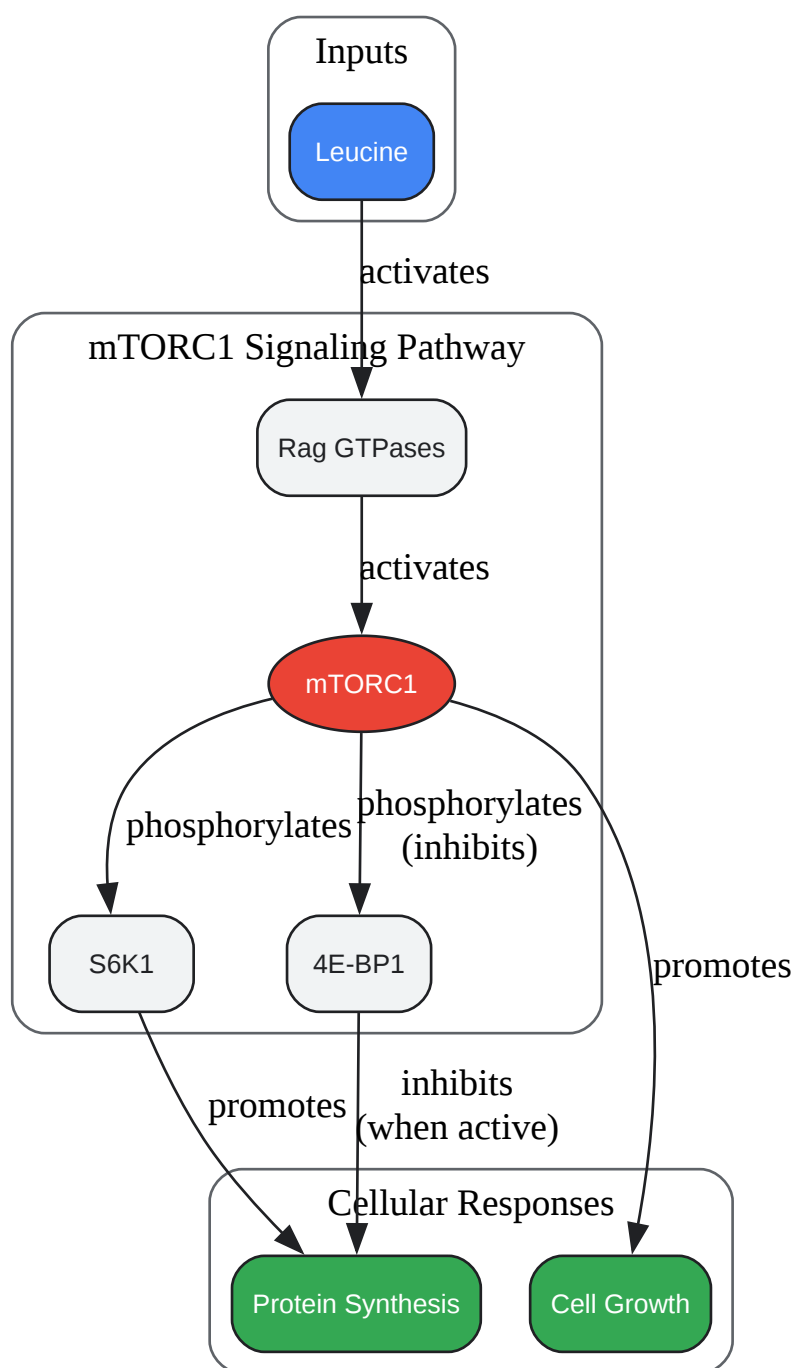 Inputs
Leucine
activates
mTORC1 Signaling Pathway
Rag GTPases
activates
mTORC1
phosphorylates
phosphorylates
(inhibits)
S6K1
4E-BP1
promotes
promotes
inhibits
(when active)
Cellular Responses
Protein Synthesis
Cell Growth